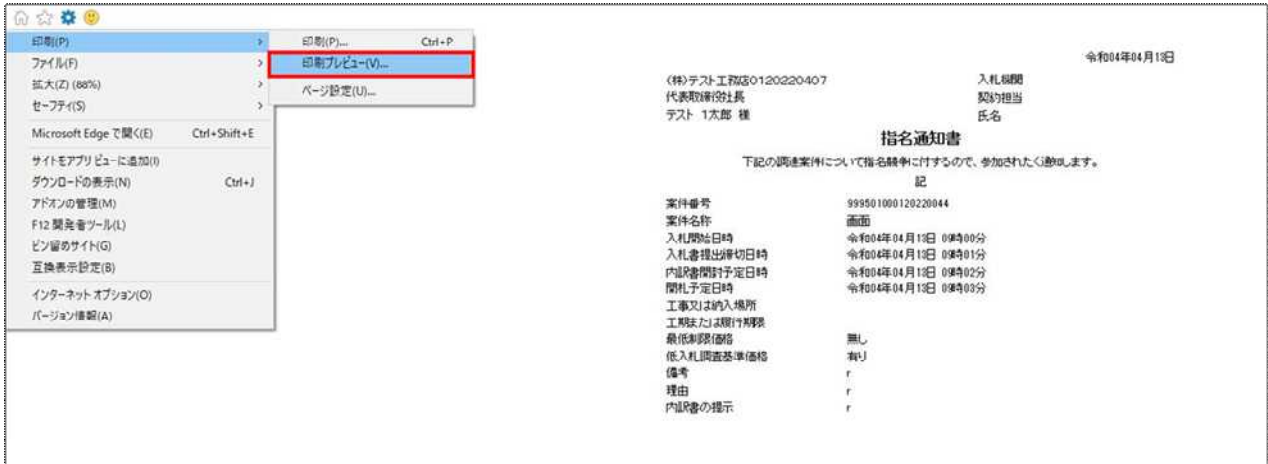 印刷(P)
ファイル(F)
拡大(Z) (88%)
セーフティ(S)
Microsoft Edge で開く(E) Ctrl+Shift+E
サイトをアプリ ビューに追加(I)
ダウンロードの表示(N) Ctrl+J
アドオンの管理(M)
F12 開発者ツール(L)
ピン留めサイト(G)
互換表示設定(B)
インターネット オプション(O)
バージョン情報(A)
印刷(P)... Ctrl+P
印刷プレビュー(V)...
ページ設定(U)...
令和04年04月13日
(株)テスト工務店0120220407 入札機関
代表取締役社長 契約担当
テスト 1太郎 様 氏名
指名通知書
下記の調達案件について指名競争に付するので、参加されたく通知します。
記
案件番号 999501000120220044
案件名称 画面
入札開始日時 令和04年04月13日 09時00分
入札書提出締切日時 令和04年04月13日 09時01分
内訳書開封予定日時 令和04年04月13日 09時02分
開札予定日時 令和04年04月13日 09時03分
工事又は納入場所
工期または履行期限
最低制限価格 無し
低入札調査基準価格 有り
備考 r
理由 r
内訳書の提示 r